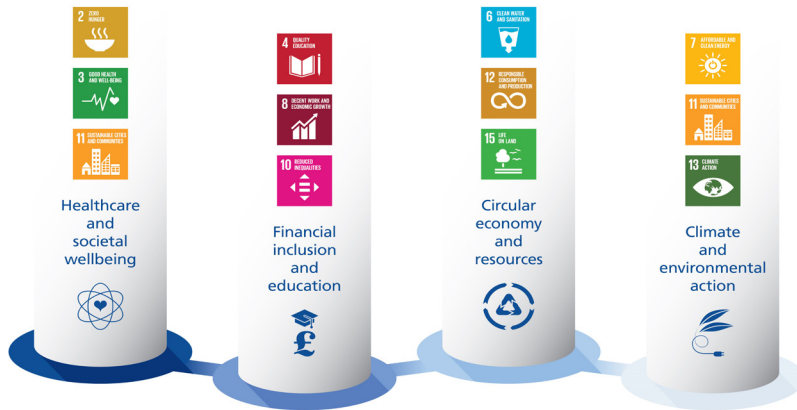 2 ZERO
HUNGER
3 GOOD HEALTH
AND WELL-BEING
11 SUSTAINABLE CITIES
AND COMMUNITIES
Healthcare
and
societal
wellbeing
4 QUALITY
EDUCATION
8 DECENT WORK AND
ECONOMIC GROWTH
10 REDUCED
INEQUALITIES
Financial
inclusion
and
education
£
6 CLEAN WATER
AND SANITATION
12 RESPONSIBLE
CONSUMPTION
AND PRODUCTION
15 LIFE
ON LAND
Circular
economy
and
resources
7 AFFORDABLE AND
CLEAN ENERGY
11 SUSTAINABLE CITIES
AND COMMUNITIES
13 CLIMATE
ACTION
Climate
and
environmental
action